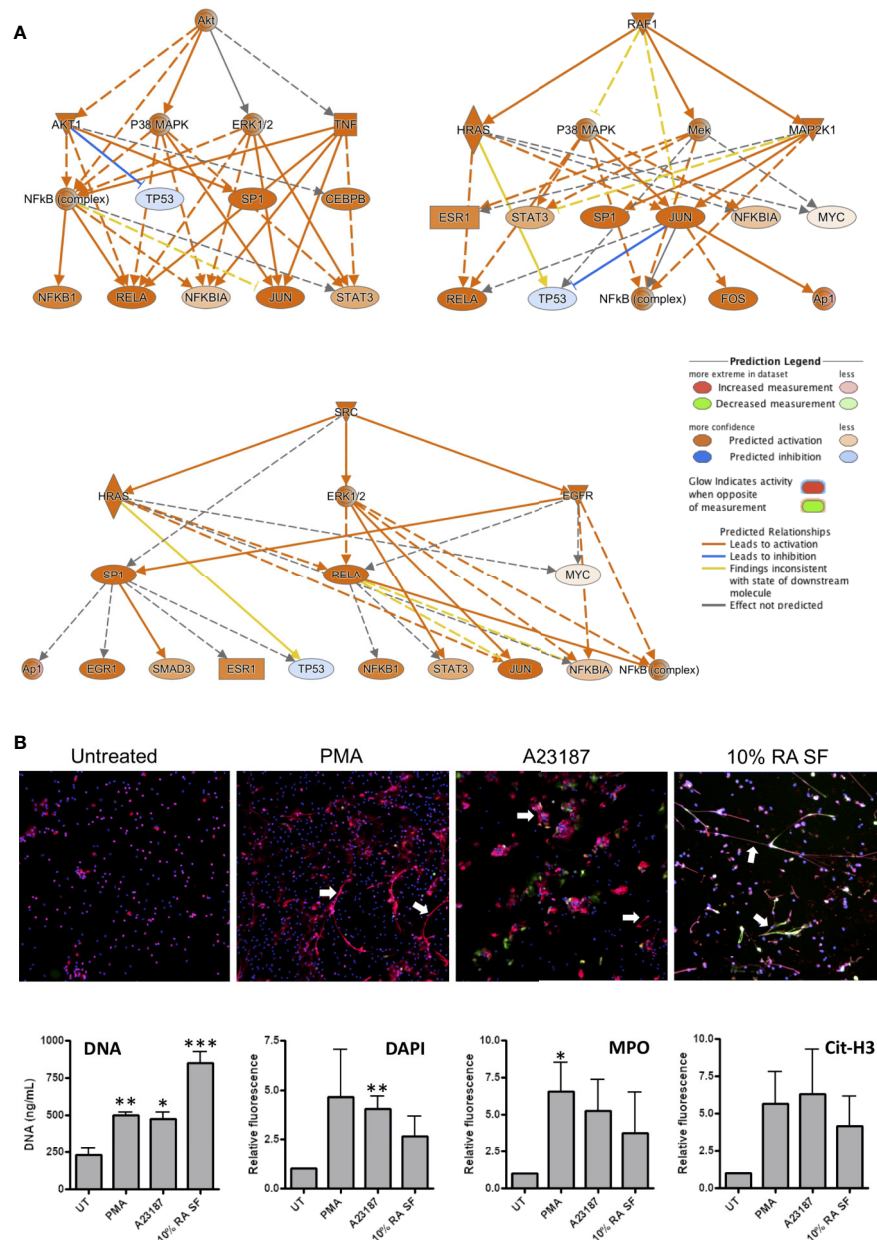 A
Akt
AKT1 P38 MAPK ERK1/2 TNF
NFkB (complex) TP53 SP1 CEBPB
NFKB1 RELA NFKBIA JUN STAT3
RAF1
HRAS P38 MAPK Mek MAP2K1
ESR1 STAT3 SP1 JUN NFKBIA MYC
RELA TP53 NFkB (complex) FOS Ap1
SRC
HRAS ERK1/2 EGFR
SP1 RELA MYC
Ap1 EGR1 SMAD3 ESR1 TP53 NFKB1 STAT3 JUN NFKBIA NFkB (complex)
Prediction Legend
more extreme in dataset less
Increased measurement
Decreased measurement
more confidence less
Predicted activation
Predicted inhibition
Glow Indicates activity
when opposite
of measurement
Predicted Relationships
Leads to activation
Leads to inhibition
Findings inconsistent
with state of downstream
molecule
Effect not predicted
B
Untreated PMA A23187 10% RA SF
DNA
DNA (ng/mL)
1000
750
500
250
0
** * ***
UT PMA A23187 10% RA SF
DAPI
Relative fluorescence
7.5
5.0
2.5
0.0
**
UT PMA A23187 10% RA SF
MPO
Relative fluorescence
10.0
7.5
5.0
2.5
0.0
*
UT PMA A23187 10% RA SF
Cit-H3
Relative fluorescence
10.0
7.5
5.0
2.5
0.0
UT PMA A23187 10% RA SF